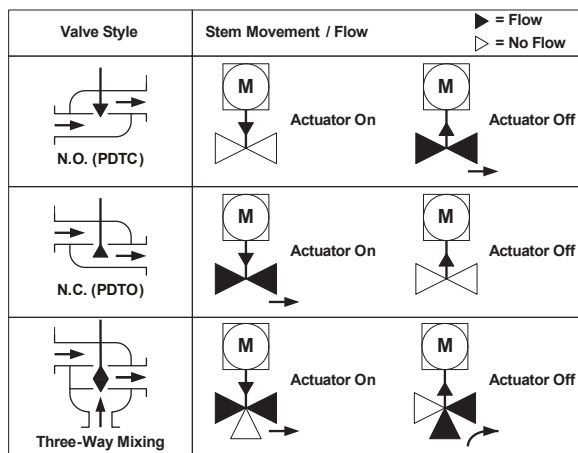 Valve Style
Stem Movement / Flow
= Flow
= No Flow
N.O. (PDTC)
M
Actuator On
M
Actuator Off
N.C. (PDTO)
M
Actuator On
M
Actuator Off
Three-Way Mixing
M
Actuator On
M
Actuator Off